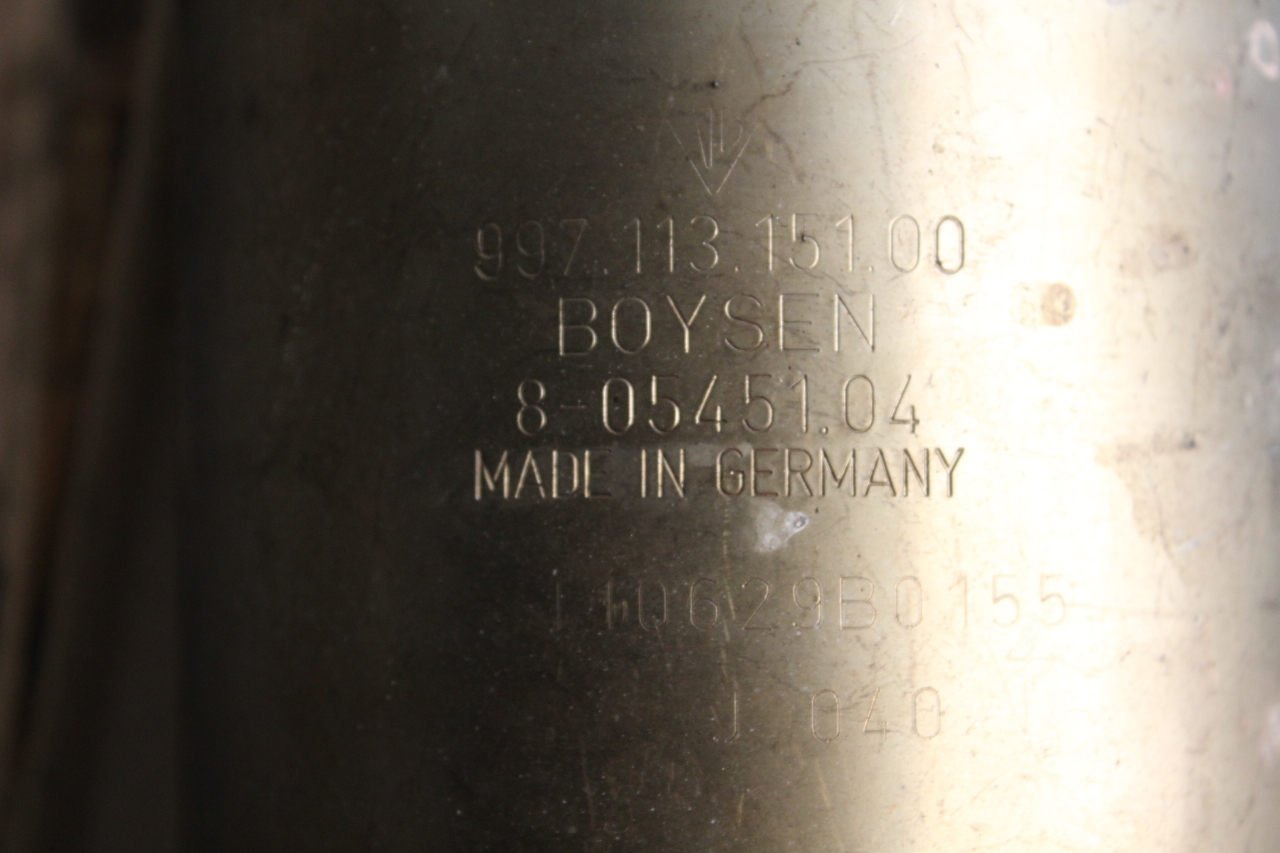 997.113.151.00
BOYSEN
8-05451.04
MADE IN GERMANY
110629B0155
J 040